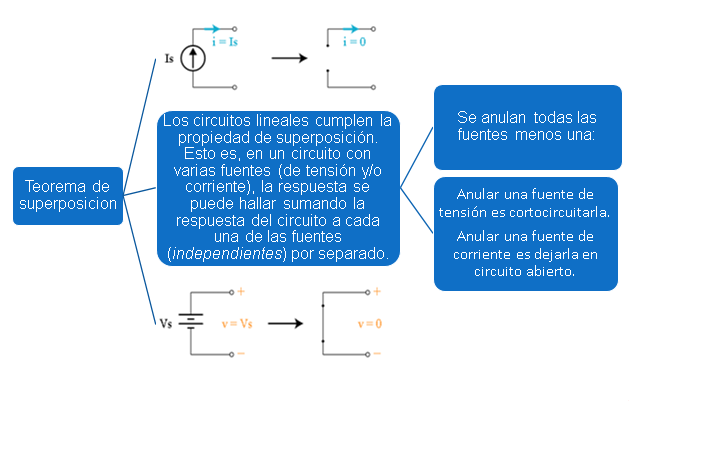 Is
i = Is
i = 0
Teorema de
superposicion
Los circuitos lineales cumplen la
propiedad de superposición.
Esto es, en un circuito con
varias fuentes (de tensión y/o
corriente), la respuesta se
puede hallar sumando la
respuesta del circuito a cada
una de las fuentes
(independientes) por separado.
Se anulan todas las
fuentes menos una:
Anular una fuente de
tensión es cortocircuitarla.
Anular una fuente de
corriente es dejarla en
circuito abierto.
Vs
+
v = Vs
−
+
v = 0
−